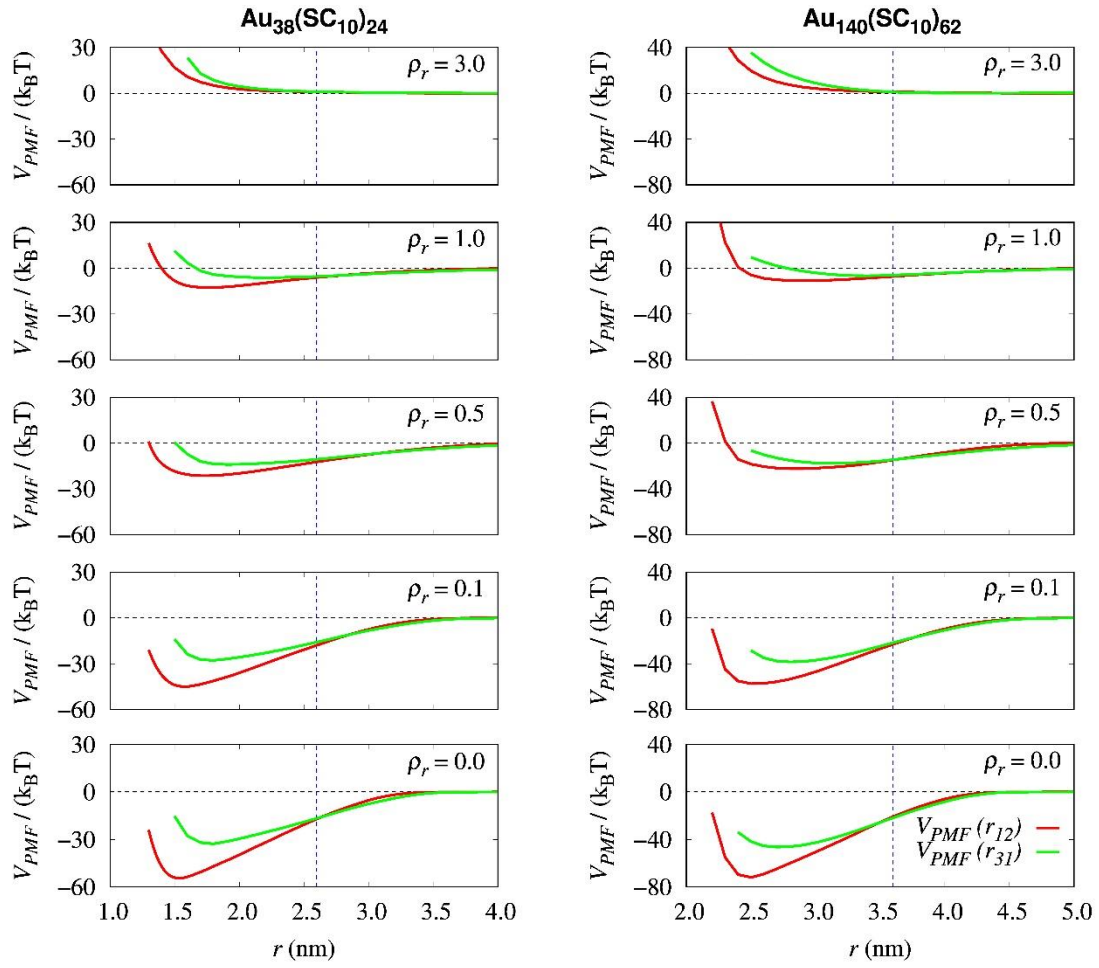 Au38(SC10)24
30
0
−30
−60
VPMF / (kBT)
ρr = 3.0
30
0
−30
−60
VPMF / (kBT)
ρr = 1.0
30
0
−30
−60
VPMF / (kBT)
ρr = 0.5
30
0
−30
−60
VPMF / (kBT)
ρr = 0.1
30
0
−30
−60
VPMF / (kBT)
ρr = 0.0
1.0 1.5 2.0 2.5 3.0 3.5 4.0
r (nm)
Au140(SC10)62
40
0
−40
−80
VPMF / (kBT)
ρr = 3.0
40
0
−40
−80
VPMF / (kBT)
ρr = 1.0
40
0
−40
−80
VPMF / (kBT)
ρr = 0.5
40
0
−40
−80
VPMF / (kBT)
ρr = 0.1
40
0
−40
−80
VPMF / (kBT)
ρr = 0.0
VPMF (r12)
VPMF (r31)
2.0 2.5 3.0 3.5 4.0 4.5 5.0
r (nm)